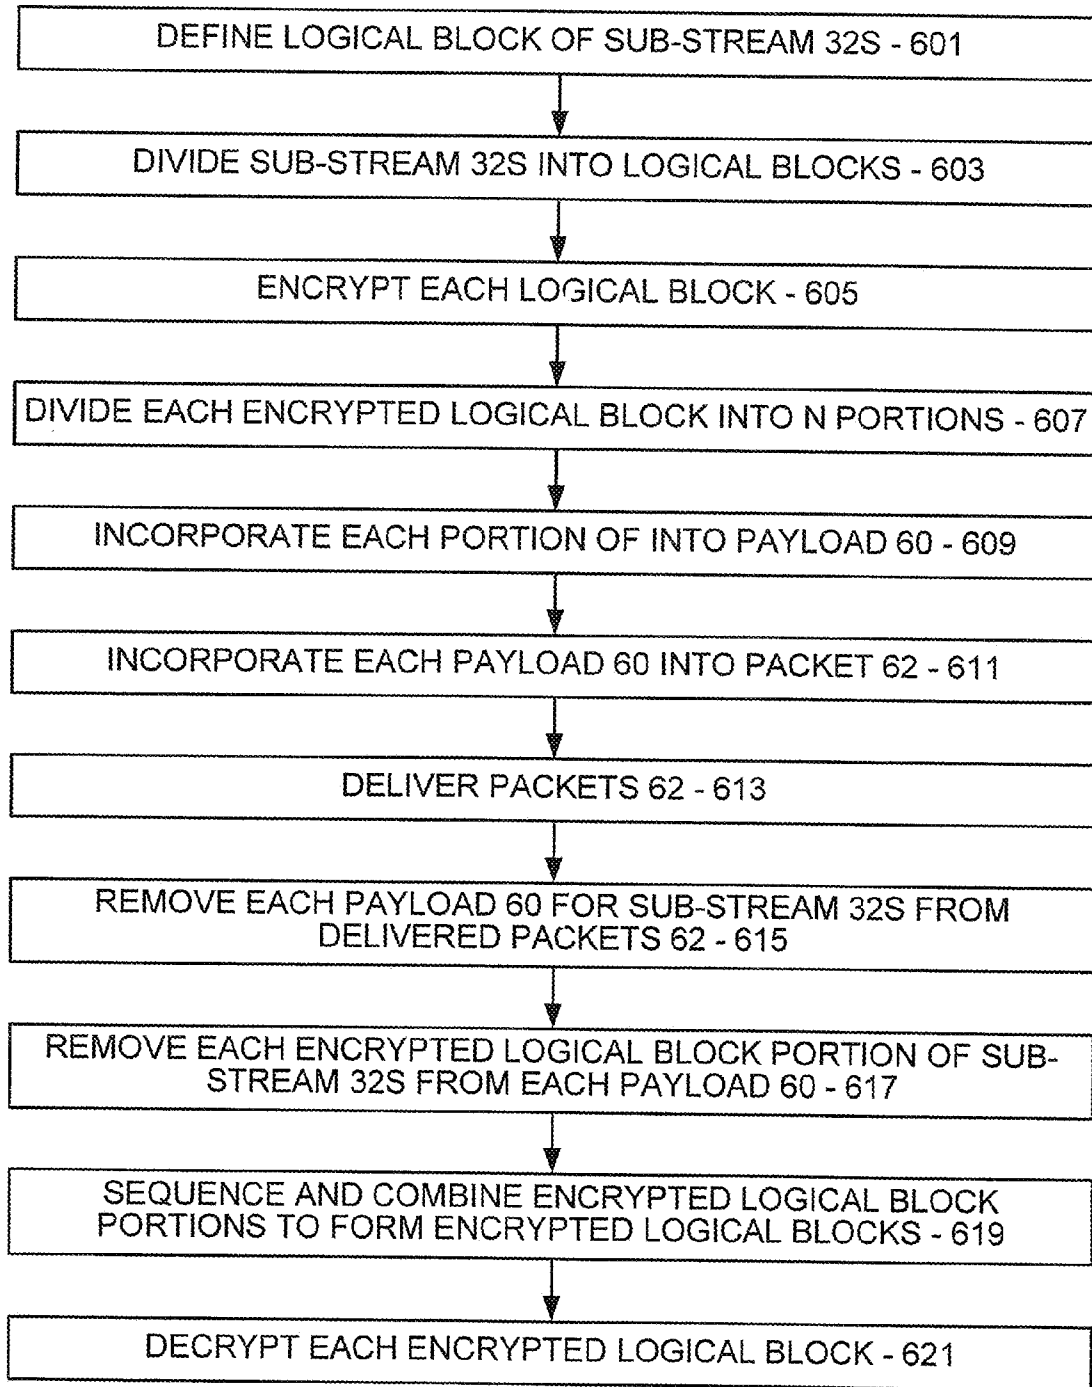 DEFINE LOGICAL BLOCK OF SUB-STREAM 32S - 601
DIVIDE SUB-STREAM 32S INTO LOGICAL BLOCKS - 603
ENCRYPT EACH LOGICAL BLOCK - 605
DIVIDE EACH ENCRYPTED LOGICAL BLOCK INTO N PORTIONS - 607
INCORPORATE EACH PORTION OF INTO PAYLOAD 60 - 609
INCORPORATE EACH PAYLOAD 60 INTO PACKET 62 - 611
DELIVER PACKETS 62 - 613
REMOVE EACH PAYLOAD 60 FOR SUB-STREAM 32S FROM
DELIVERED PACKETS 62 - 615
REMOVE EACH ENCRYPTED LOGICAL BLOCK PORTION OF SUB-
STREAM 32S FROM EACH PAYLOAD 60 - 617
SEQUENCE AND COMBINE ENCRYPTED LOGICAL BLOCK
PORTIONS TO FORM ENCRYPTED LOGICAL BLOCKS - 619
DECRYPT EACH ENCRYPTED LOGICAL BLOCK - 621